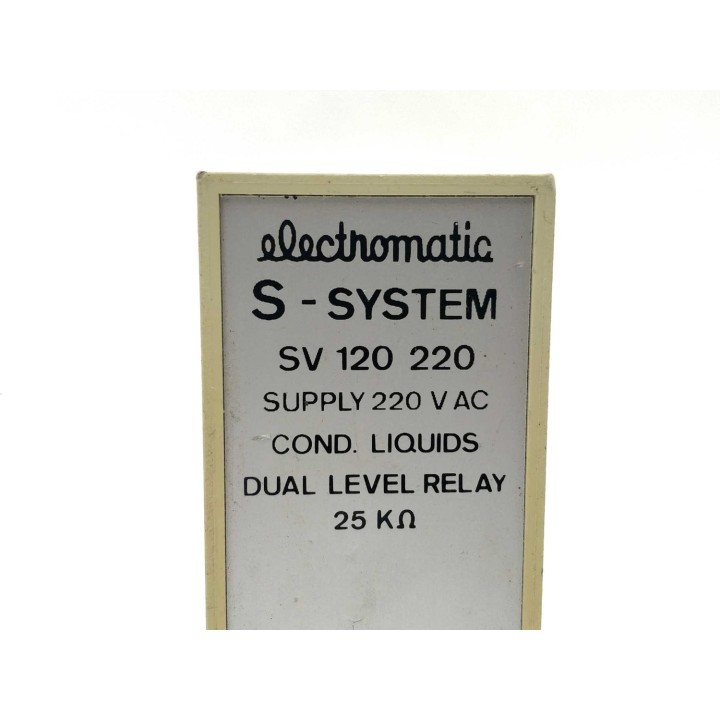 electromatic
S - SYSTEM
SV 120 220
SUPPLY 220 V AC
COND. LIQUIDS
DUAL LEVEL RELAY
25 KΩ